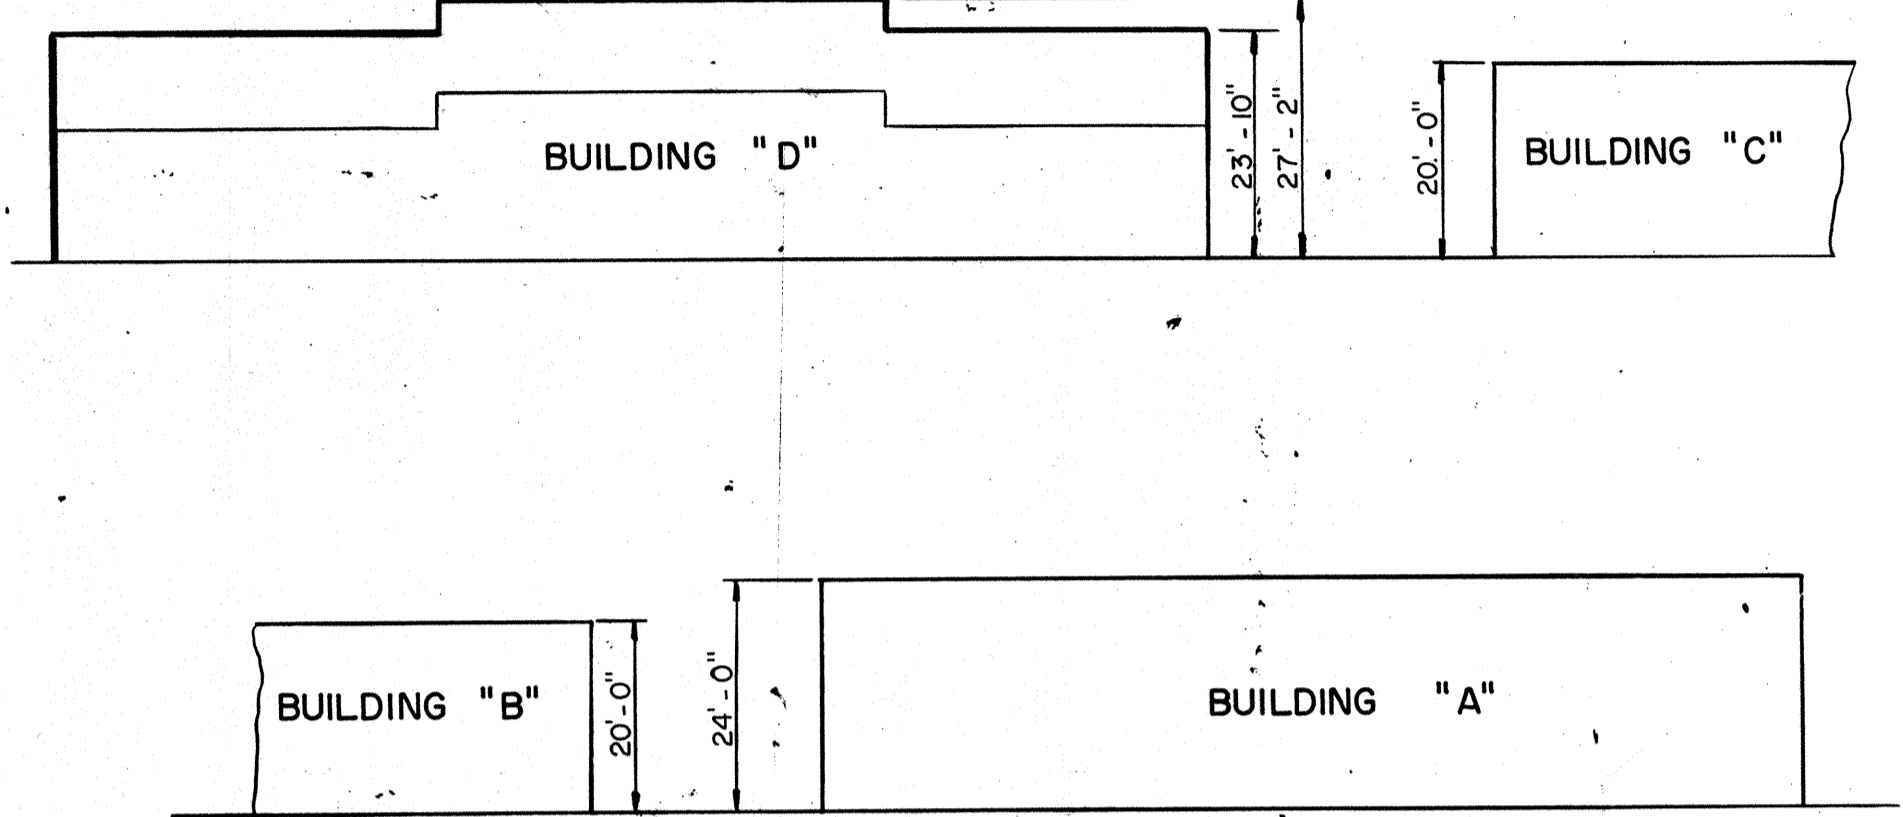 BUILDING "D"
23'-10"
27'-2"
20'-0"
BUILDING "C"
BUILDING "B"
20'-0"
24'-0"
BUILDING "A"